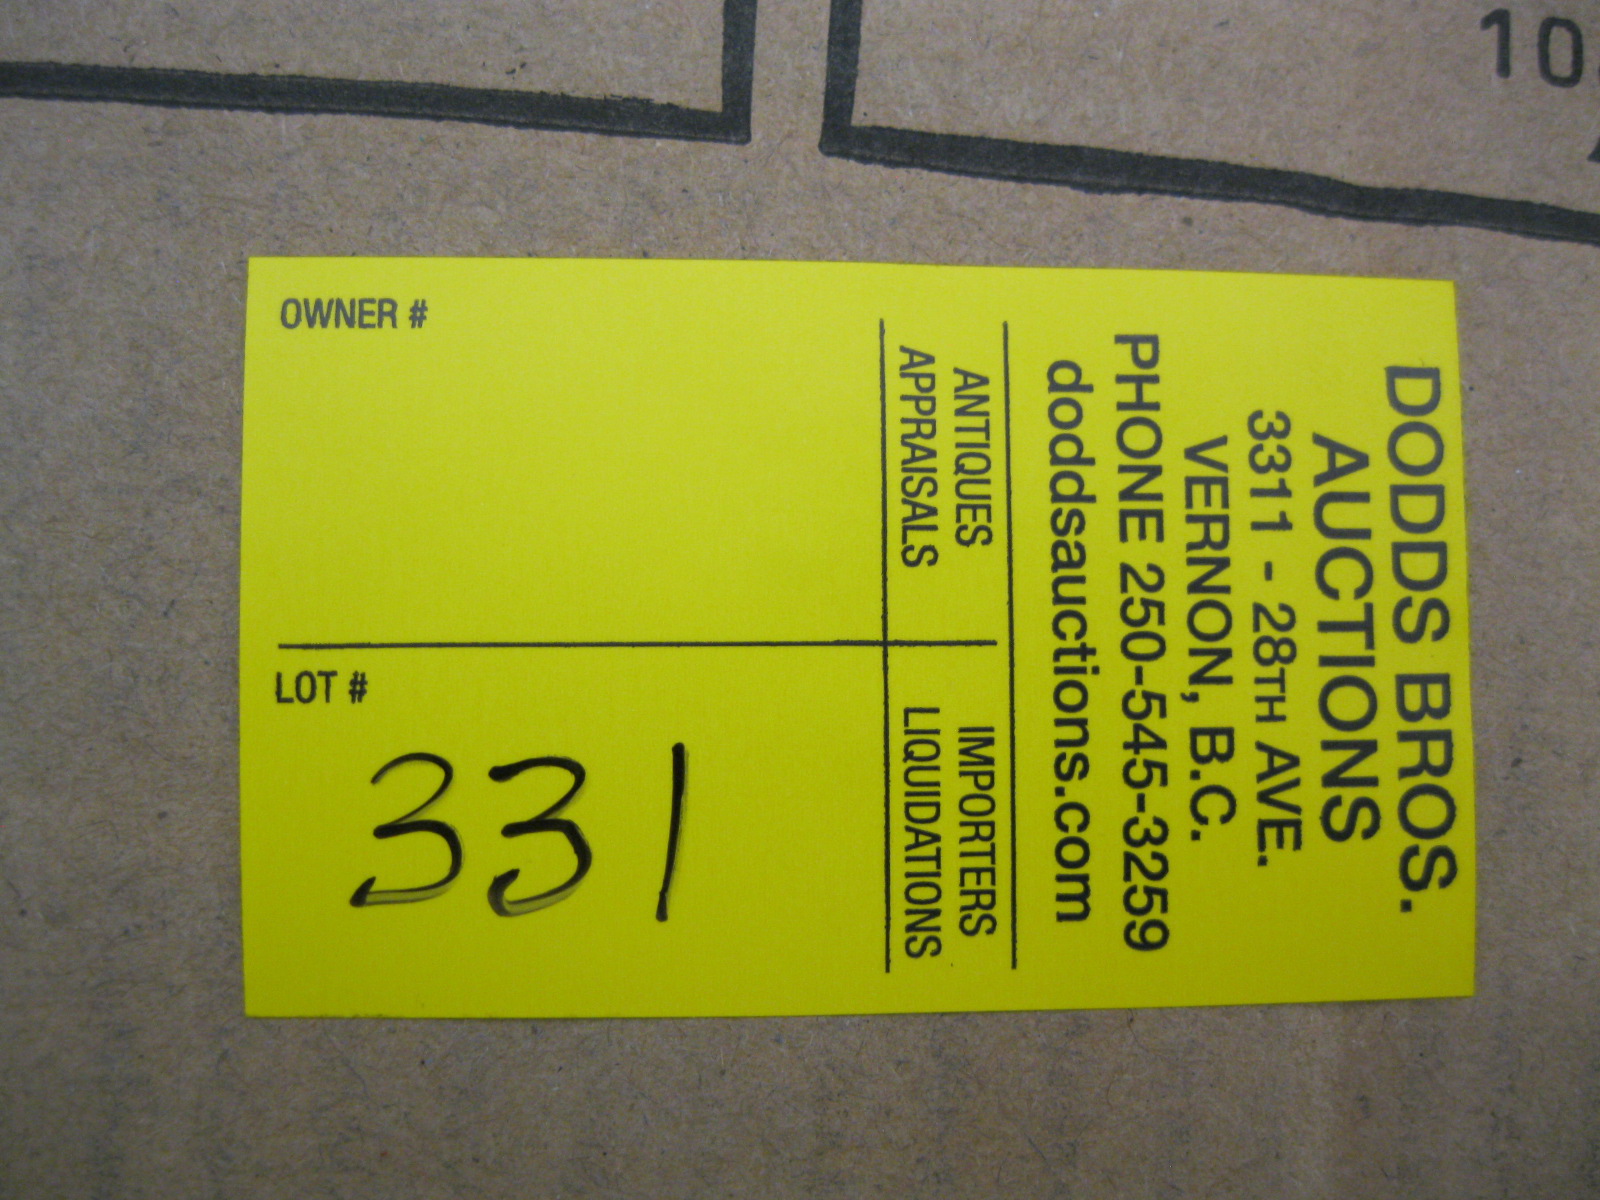 10
DODDS BROS.
AUCTIONS
3311 - 28TH AVE.
VERNON, B.C.
PHONE 250-545-3259
doddsauctions.com
ANTIQUES
APPRAISALS
IMPORTERS
LIQUIDATIONS
OWNER #
LOT #
331